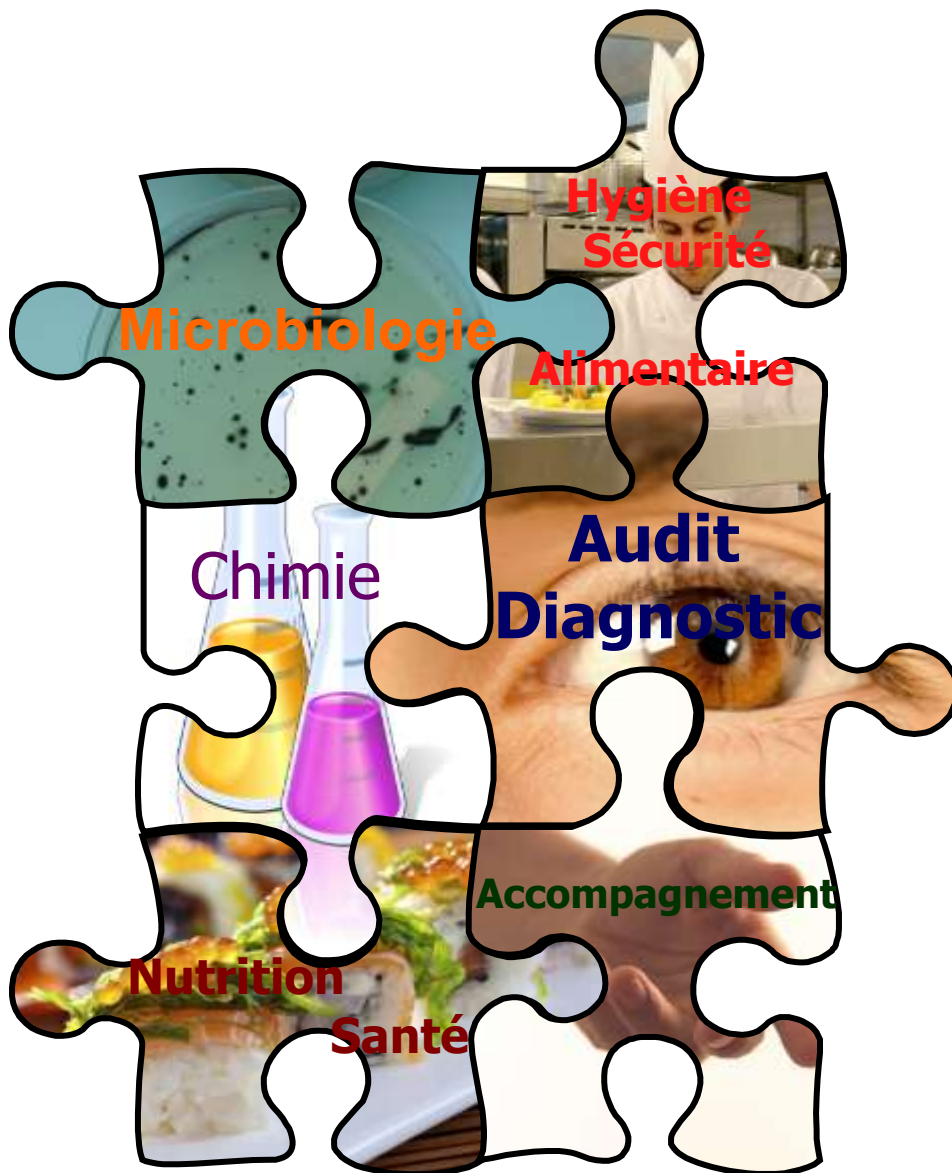 Hygiène
Sécurité
Microbiologie
Alimentaire
Chimie
Audit
Diagnostic
Accompagnement
Nutrition
Santé